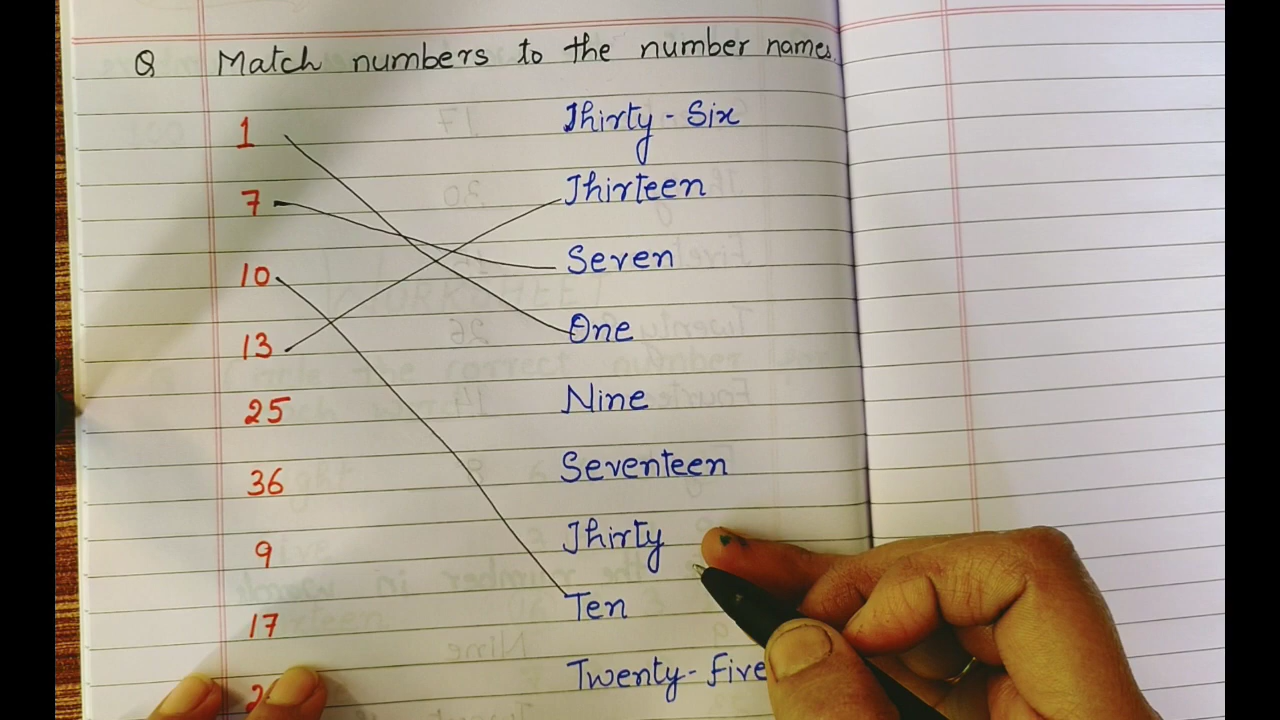 Q Match numbers to the number names.
1 Thirty-Six
7 Thirteen
10 Seven
13 One
25 Nine
36 Seventeen
9 Thirty
17 Ten
Twenty-five